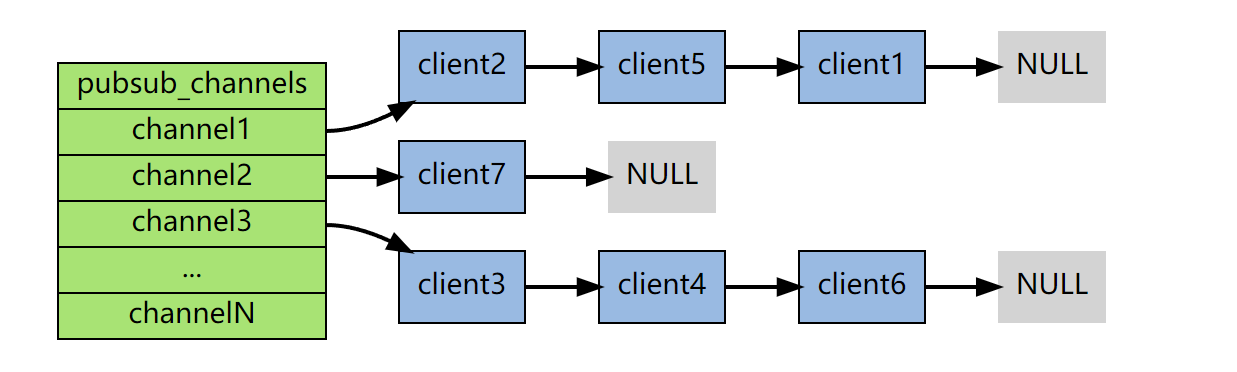 pubsub_channels
channel1
channel2
channel3
...
channelN
client2 client5 client1 NULL
client7 NULL
client3 client4 client6 NULL